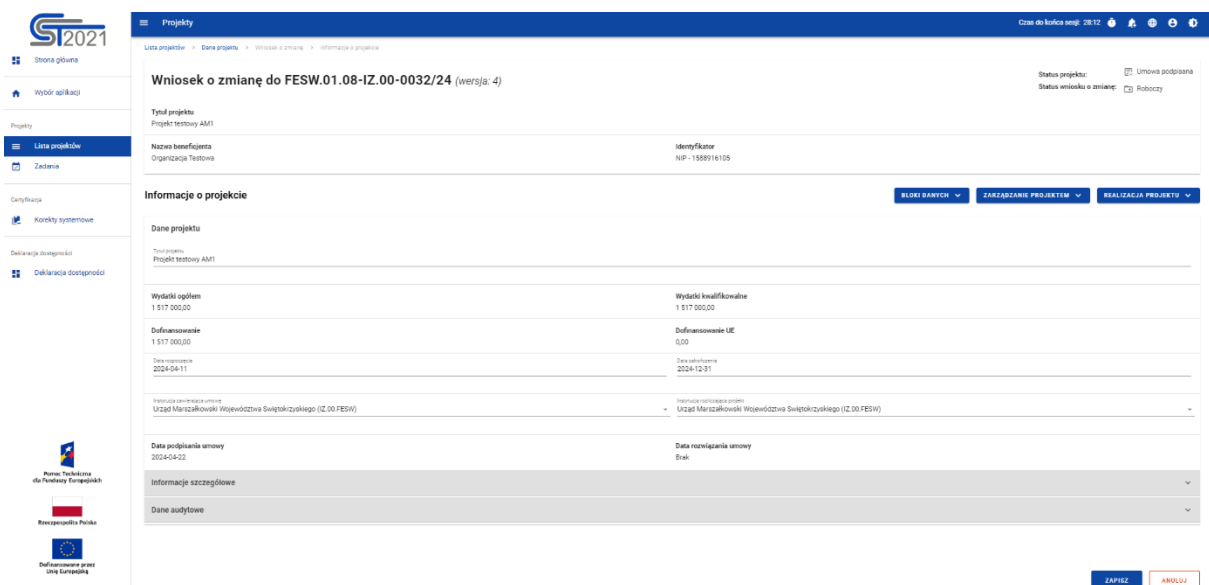 CST2021
Projekty
Czas do końca sesji: 28:12
Lista projektów > Dane projektu > Wniosek o zmianę > Informacje o projekcie
Strona główna
Wybór aplikacji
Projekty
Lista projektów
Zadania
Certyfikacja
Korekty systemowe
Deklaracja dostępności
Deklaracja dostępności
Pomoc Techniczna
dla Funduszy Europejskich
Rzeczpospolita Polska
Dofinansowane przez
Unię Europejską
Wniosek o zmianę do FESW.01.08-IZ.00-0032/24 (wersja: 4)
Status projektu: Umowa podpisana
Status wniosku o zmianę: Roboczy
Tytuł projektu
Projekt testowy AM1
Nazwa beneficjenta
Organizacja Testowa
Identyfikator
NIP - 1588916105
Informacje o projekcie
BLOKI DANYCH
ZARZĄDZANIE PROJEKTEM
REALIZACJA PROJEKTU
Dane projektu
Tytuł projektu
Projekt testowy AM1
Wydatki ogółem
1 517 000,00
Wydatki kwalifikowalne
1 517 000,00
Dofinansowanie
1 517 000,00
Dofinansowanie UE
0,00
Data rozpoczęcia
2024-04-11
Data zakończenia
2024-12-31
Instytucja zawierająca umowę
Urząd Marszałkowski Województwa Świętokrzyskiego (IZ.00.FESW)
Instytucja rozliczająca projekt
Urząd Marszałkowski Województwa Świętokrzyskiego (IZ.00.FESW)
Data podpisania umowy
2024-04-22
Data rozwiązania umowy
Brak
Informacje szczegółowe
Dane audytowe
ZAPISZ
ANULUJ